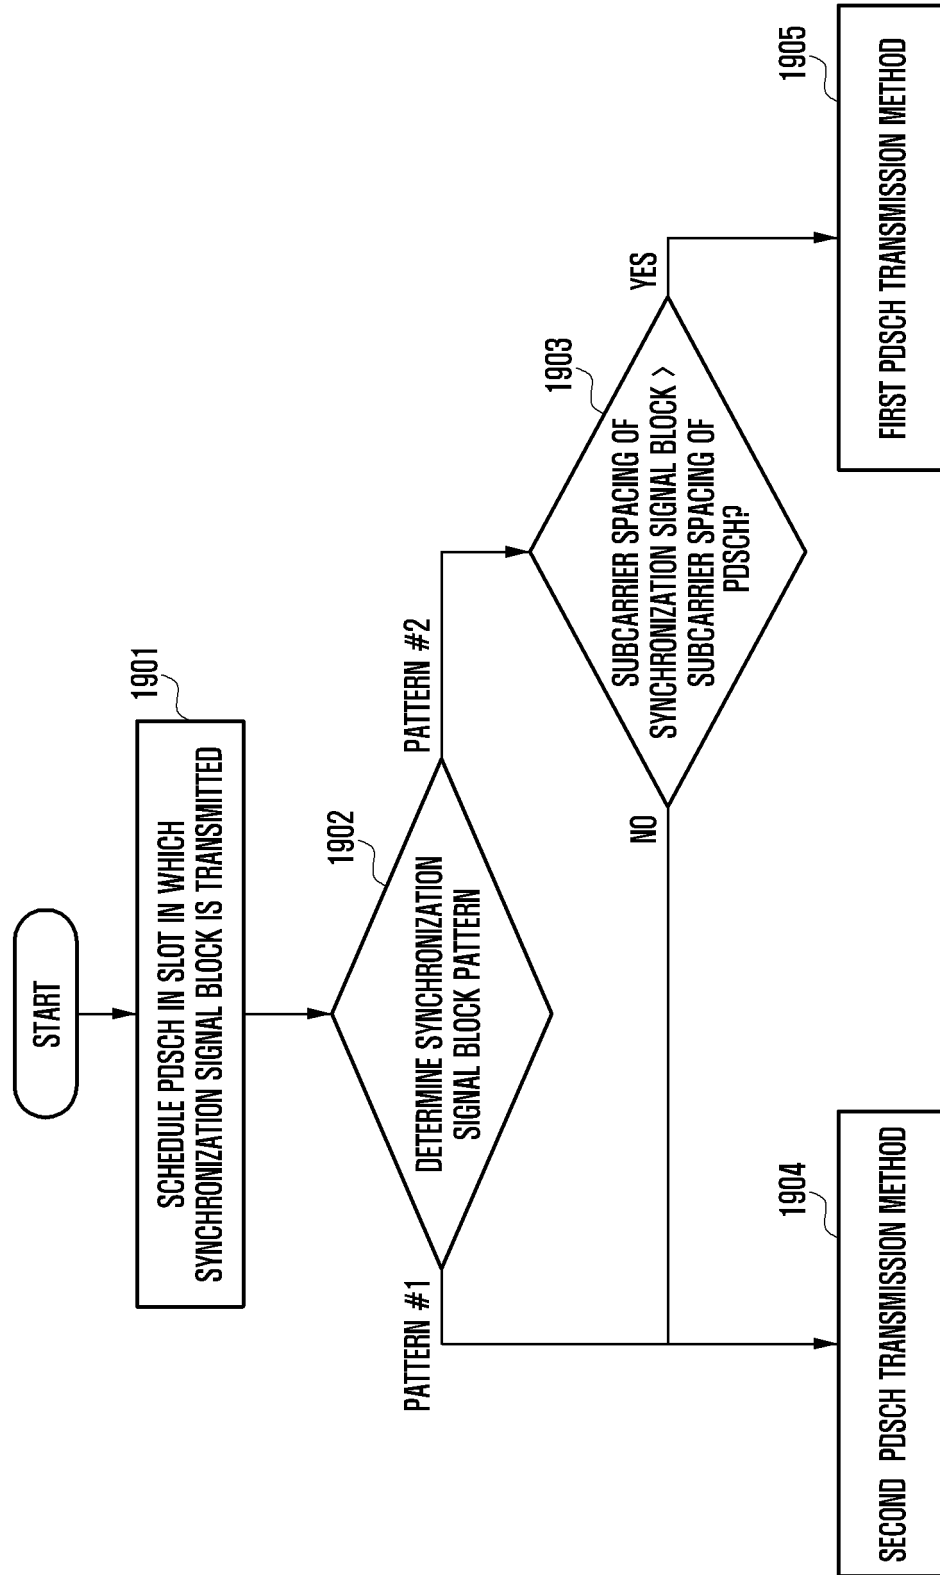 START
1901
SCHEDULE PDSCH IN SLOT IN WHICH
SYNCHRONIZATION SIGNAL BLOCK IS TRANSMITTED
1902
DETERMINE SYNCHRONIZATION
SIGNAL BLOCK PATTERN
PATTERN #1
PATTERN #2
1903
SUBCARRIER SPACING OF
SYNCHRONIZATION SIGNAL BLOCK >
SUBCARRIER SPACING OF
PDSCH?
NO
YES
1904
SECOND PDSCH TRANSMISSION METHOD
1905
FIRST PDSCH TRANSMISSION METHOD